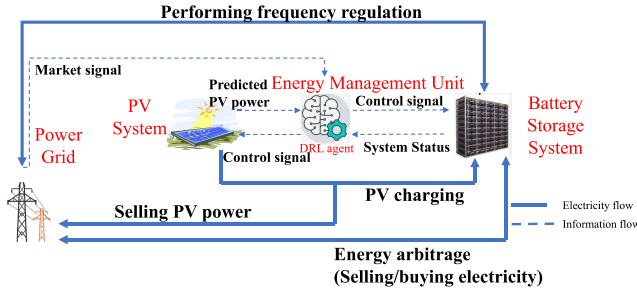 Performing frequency regulation
Market signal
Predicted
PV power
Energy Management Unit
Control signal
PV
System
Battery
Storage
System
Power
Grid
DRL agent
System Status
Control signal
PV charging
Selling PV power
Electricity flow
Information flow
Energy arbitrage
(Selling/buying electricity)